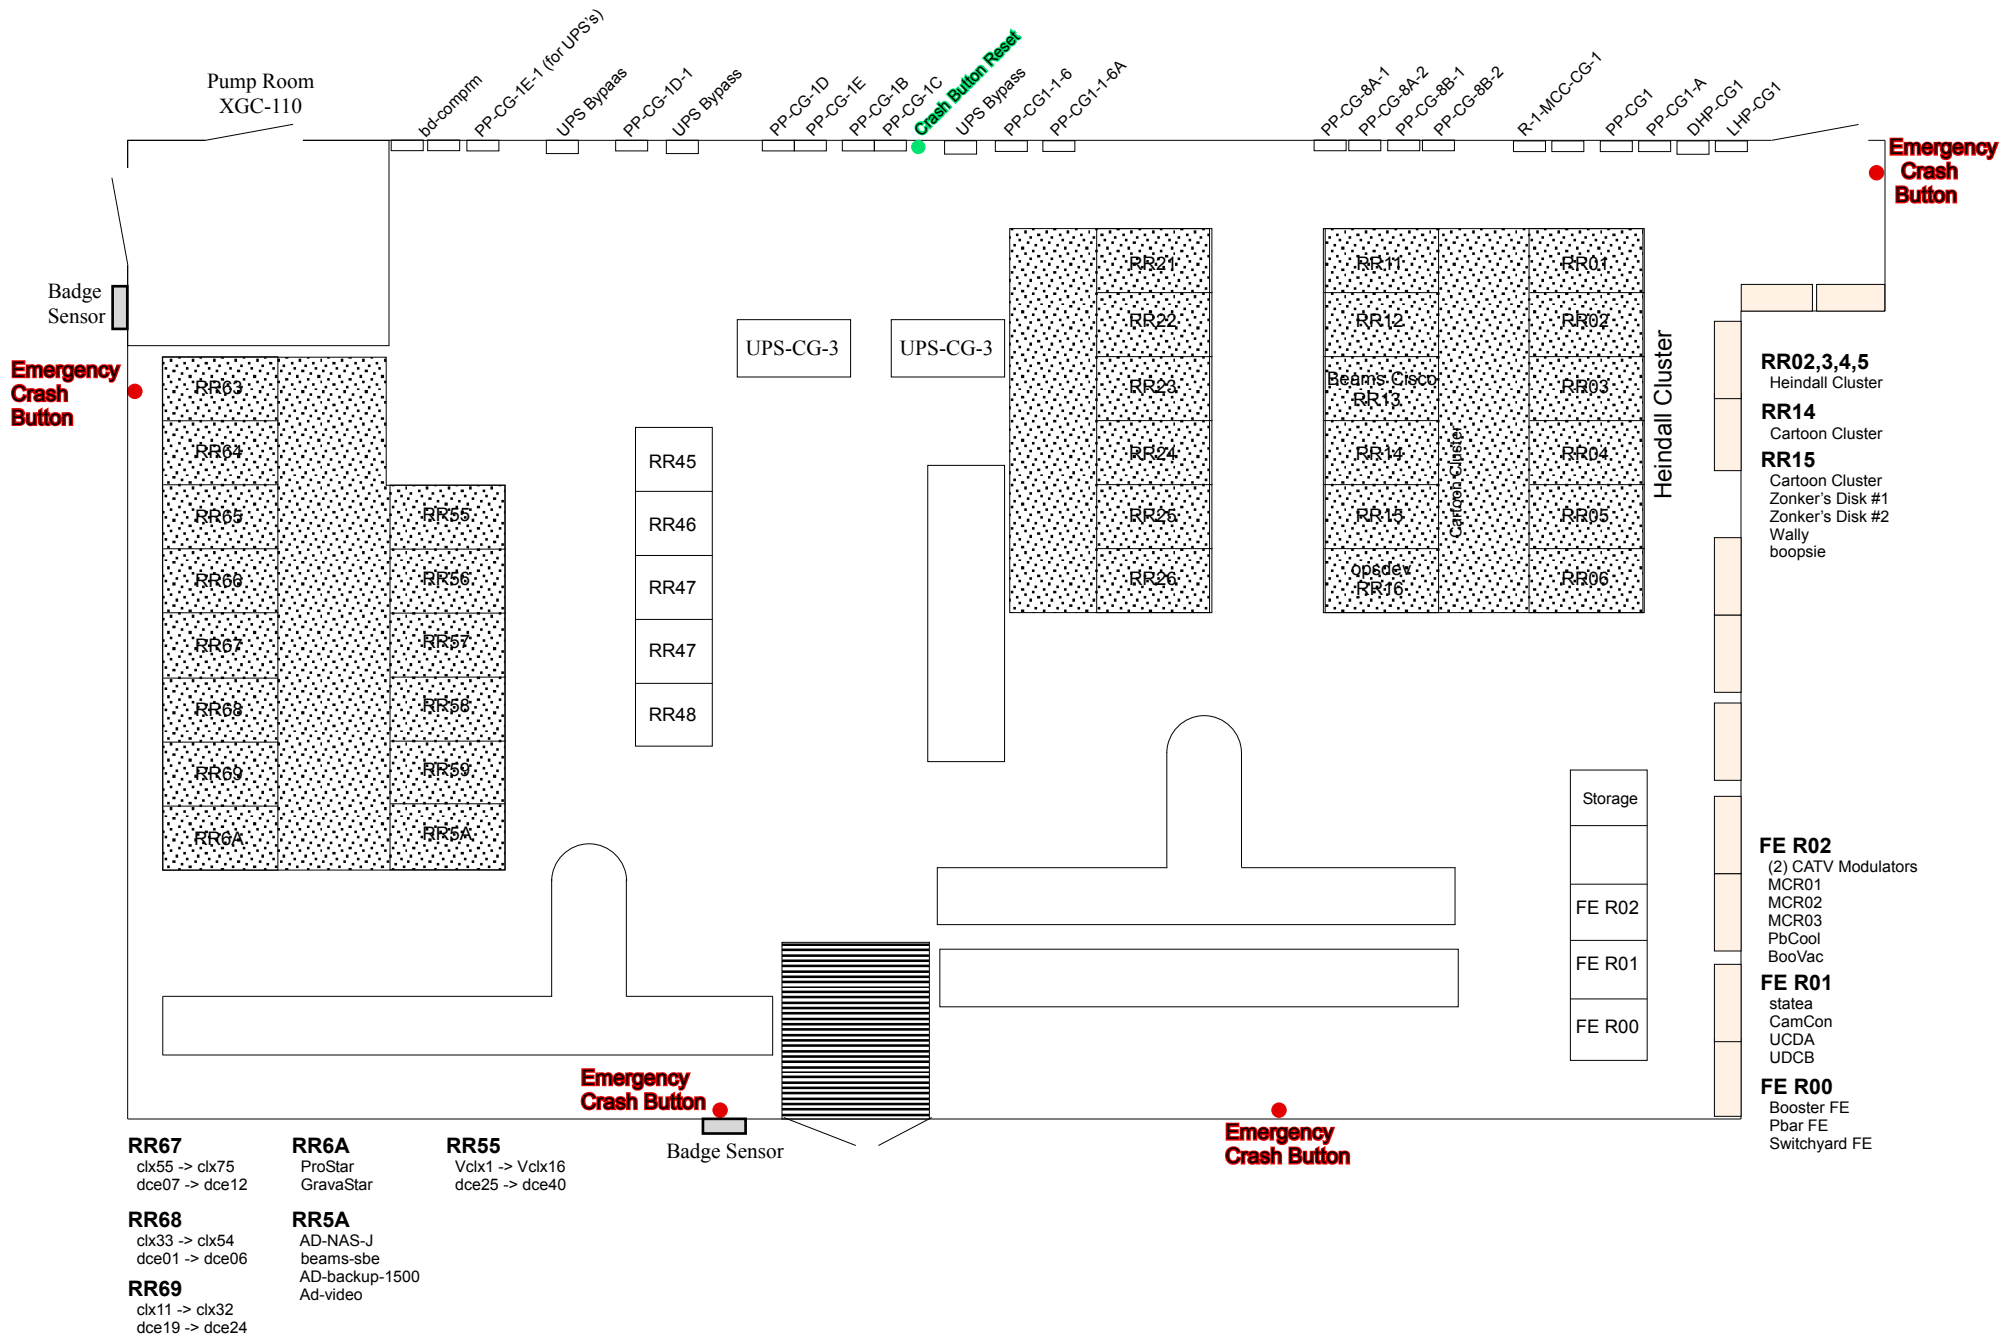 Pump Room
XGC-110
bd-comprm
PP-CG-1E-1 (for UPS's)
UPS Bypaas
PP-CG-1D-1
UPS Bypass
PP-CG-1D
PP-CG-1E
PP-CG-1B
PP-CG-1C
Crash Button Reset
UPS Bypass
PP-CG1-1-6
PP-CG1-1-6A
PP-CG-8A-1
PP-CG-8A-2
PP-CG-8B-1
PP-CG-8B-2
R-1-MCC-CG-1
PP-CG1
PP-CG1-A
DHP-CG1
LHP-CG1
Emergency
Crash
Button
Badge
Sensor
Emergency
Crash
Button
RR63
RR64
RR65
RR66
RR67
RR68
RR69
RR6A
RR55
RR56
RR57
RR58
RR59
RR5A
RR45
RR46
RR47
RR47
RR48
UPS-CG-3
UPS-CG-3
RR21
RR22
RR23
RR24
RR25
RR26
RR11
RR12
Beams Cisco
RR13
RR14
RR15
opsdev
RR16
Cartoon Cluster
RR01
RR02
RR03
RR04
RR05
RR06
Heindall Cluster
RR02,3,4,5
Heindall Cluster
RR14
Cartoon Cluster
RR15
Cartoon Cluster
Zonker's Disk #1
Zonker's Disk #2
Wally
boopsie
Storage
FE R02
FE R01
FE R00
FE R02
(2) CATV Modulators
MCR01
MCR02
MCR03
PbCool
BooVac
FE R01
statea
CamCon
UCDA
UDCB
FE R00
Booster FE
Pbar FE
Switchyard FE
Emergency
Crash Button
Badge Sensor
Emergency
Crash Button
RR67
clx55 -> clx75
dce07 -> dce12
RR68
clx33 -> clx54
dce01 -> dce06
RR69
clx11 -> clx32
dce19 -> dce24
RR6A
ProStar
GravaStar
RR5A
AD-NAS-J
beams-sbe
AD-backup-1500
Ad-video
RR55
Vclx1 -> Vclx16
dce25 -> dce40